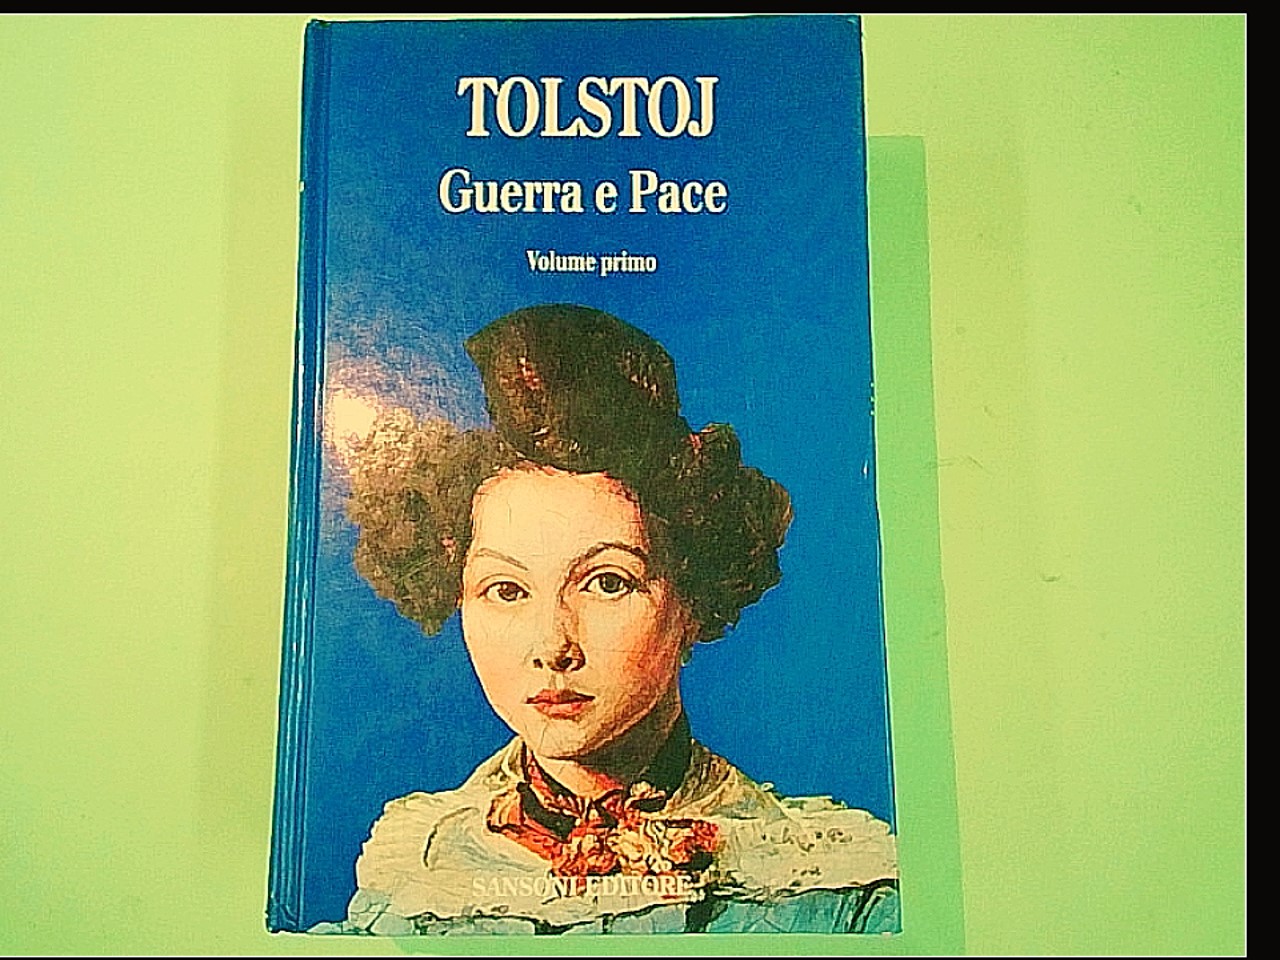 TOLSTOJ
Guerra e Pace
Volume primo
SANSONI EDITORE